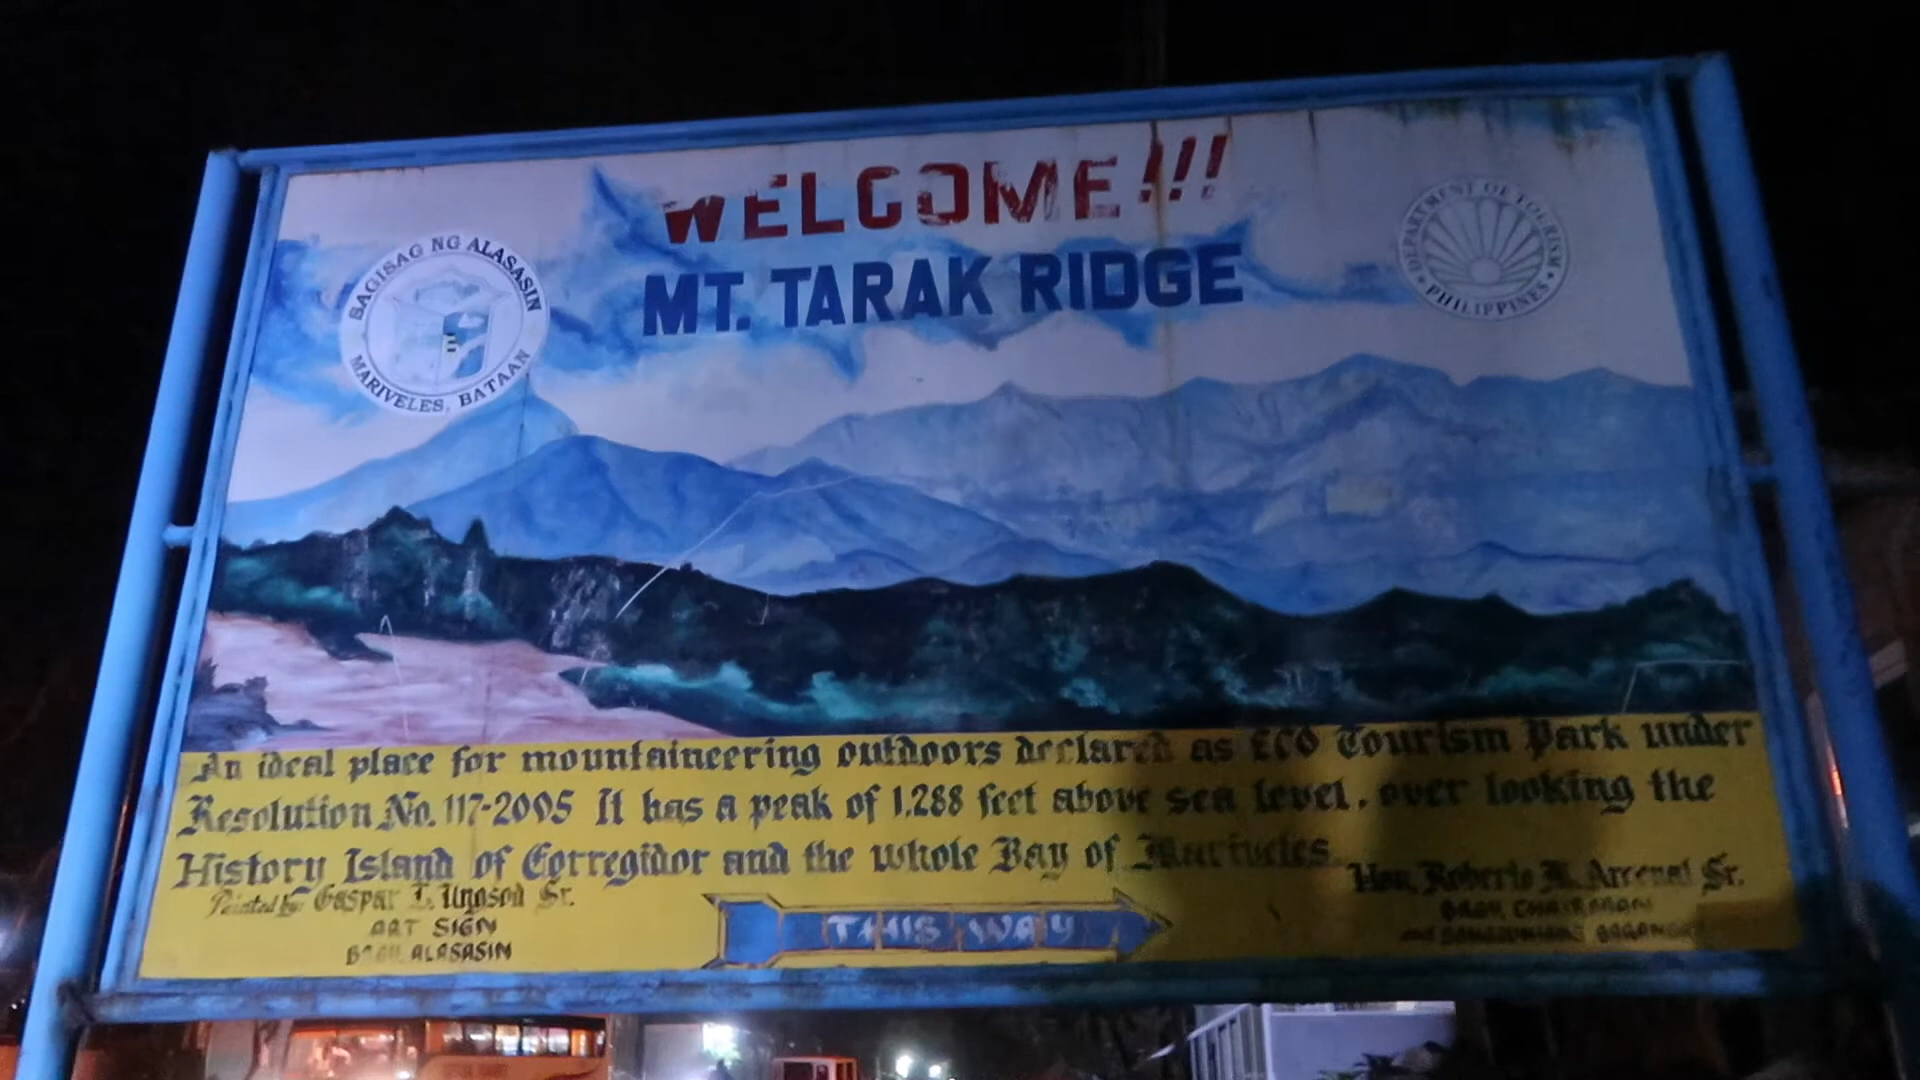 WELCOME!!!
MT. TARAK RIDGE
SAGISAG NG ALASASIN
MARIVELES, BATAAN
DEPARTMENT OF TOURISM
PHILIPPINES
An ideal place for mountaineering outdoors declared as ECO Tourism Park under
Resolution No. 117-2005 It has a peak of 1,288 feet above sea level, over looking the
History Island of Corregidor and the whole Bay of Mariveles
Painted by: Gaspar L. Ungsod Sr.
ART SIGN
BRGY. ALASASIN
THIS WAY
Hon. Roberto A. Arcenal Sr.
BRGY. CHAIRMAN